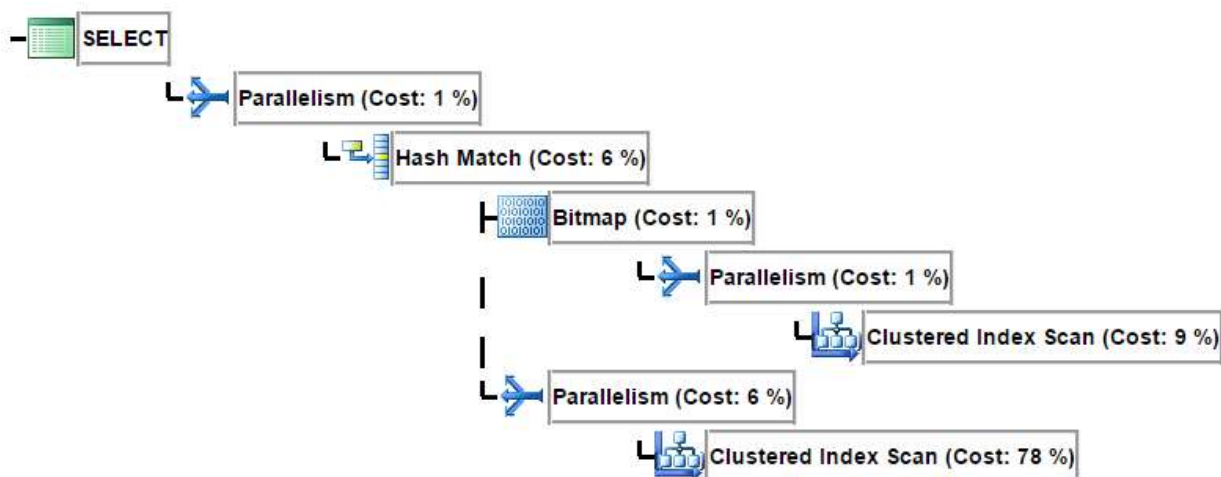 SELECT
Parallelism (Cost: 1 %)
Hash Match (Cost: 6 %)
Bitmap (Cost: 1 %)
Parallelism (Cost: 1 %)
Clustered Index Scan (Cost: 9 %)
Parallelism (Cost: 6 %)
Clustered Index Scan (Cost: 78 %)